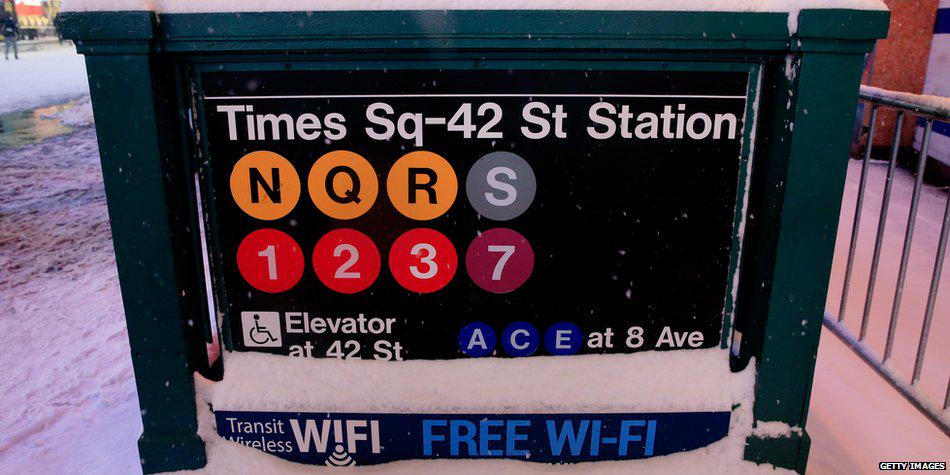 Times Sq-42 St Station
N Q R S
1 2 3 7
Elevator
at 42 St
A C E at 8 Ave
Transit
Wireless
WiFi
FREE WI-FI
GETTY IMAGES